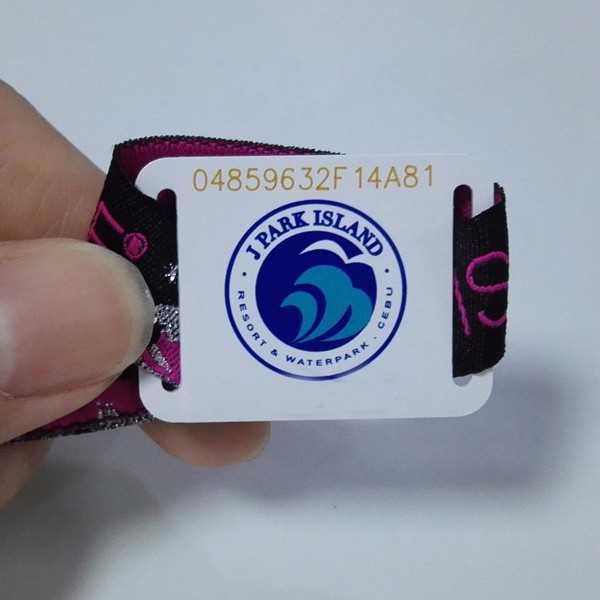 04859632F14A81
J PARK ISLAND
RESORT & WATERPARK · CEBU